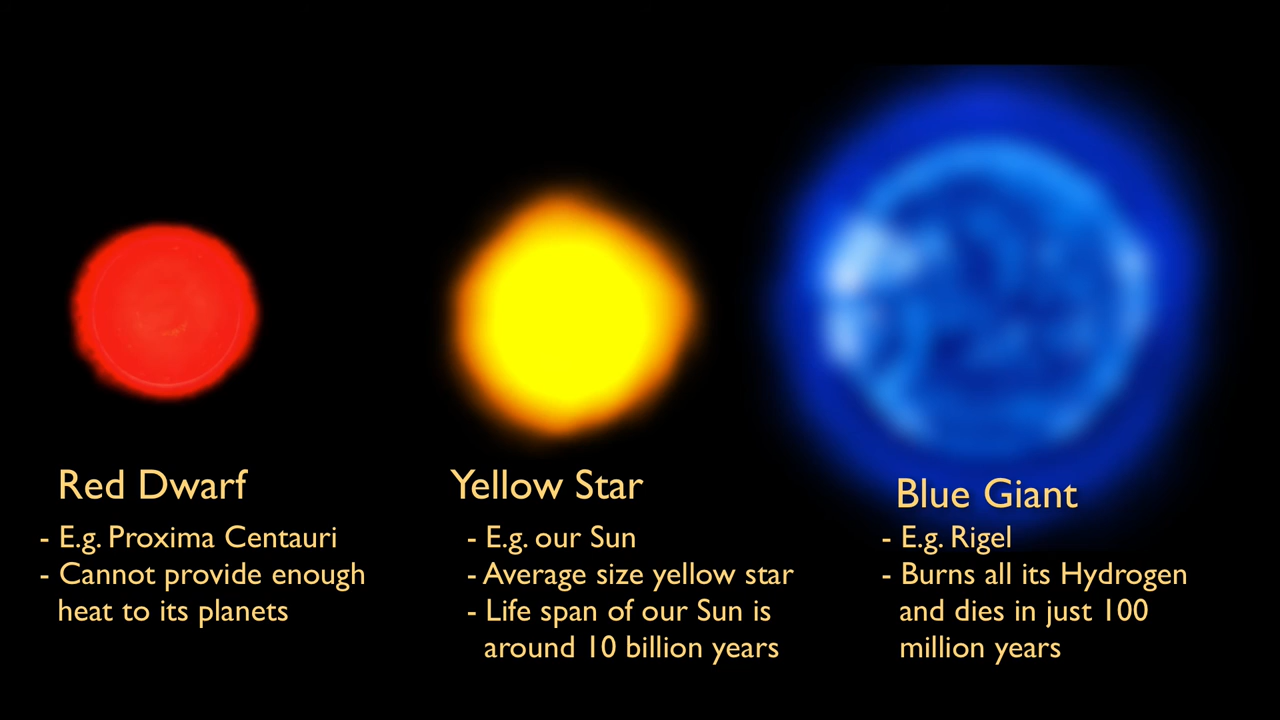 Red Dwarf
- E.g. Proxima Centauri
- Cannot provide enough
heat to its planets
Yellow Star
- E.g. our Sun
- Average size yellow star
- Life span of our Sun is
around 10 billion years
Blue Giant
- E.g. Rigel
- Burns all its Hydrogen
and dies in just 100
million years